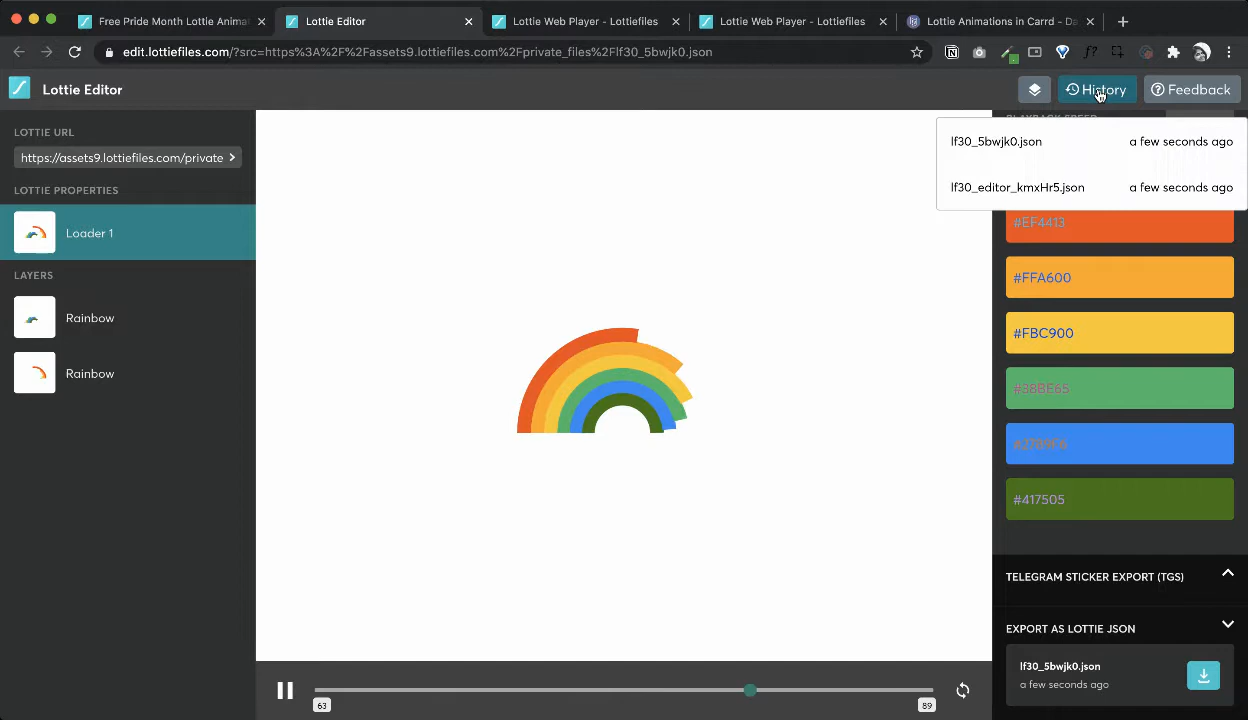 Free Pride Month Lottie Anima
Lottie Editor
Lottie Web Player - Lottiefiles
Lottie Web Player - Lottiefiles
Lottie Animations in Carrd - Da
edit.lottiefiles.com/?src=https%3A%2F%2Fassets9.lottiefiles.com%2Fprivate_files%2Flf30_5bwjk0.json
Lottie Editor
History
Feedback
LOTTIE URL
https://assets9.lottiefiles.com/private
LOTTIE PROPERTIES
Loader 1
LAYERS
Rainbow
Rainbow
PLAYBACK SPEED
lf30_5bwjk0.json a few seconds ago
lf30_editor_kmxHr5.json a few seconds ago
#EF4413
#FFA600
#FBC900
#38BE65
#417505
TELEGRAM STICKER EXPORT (TGS)
EXPORT AS LOTTIE JSON
lf30_5bwjk0.json
a few seconds ago
63
89